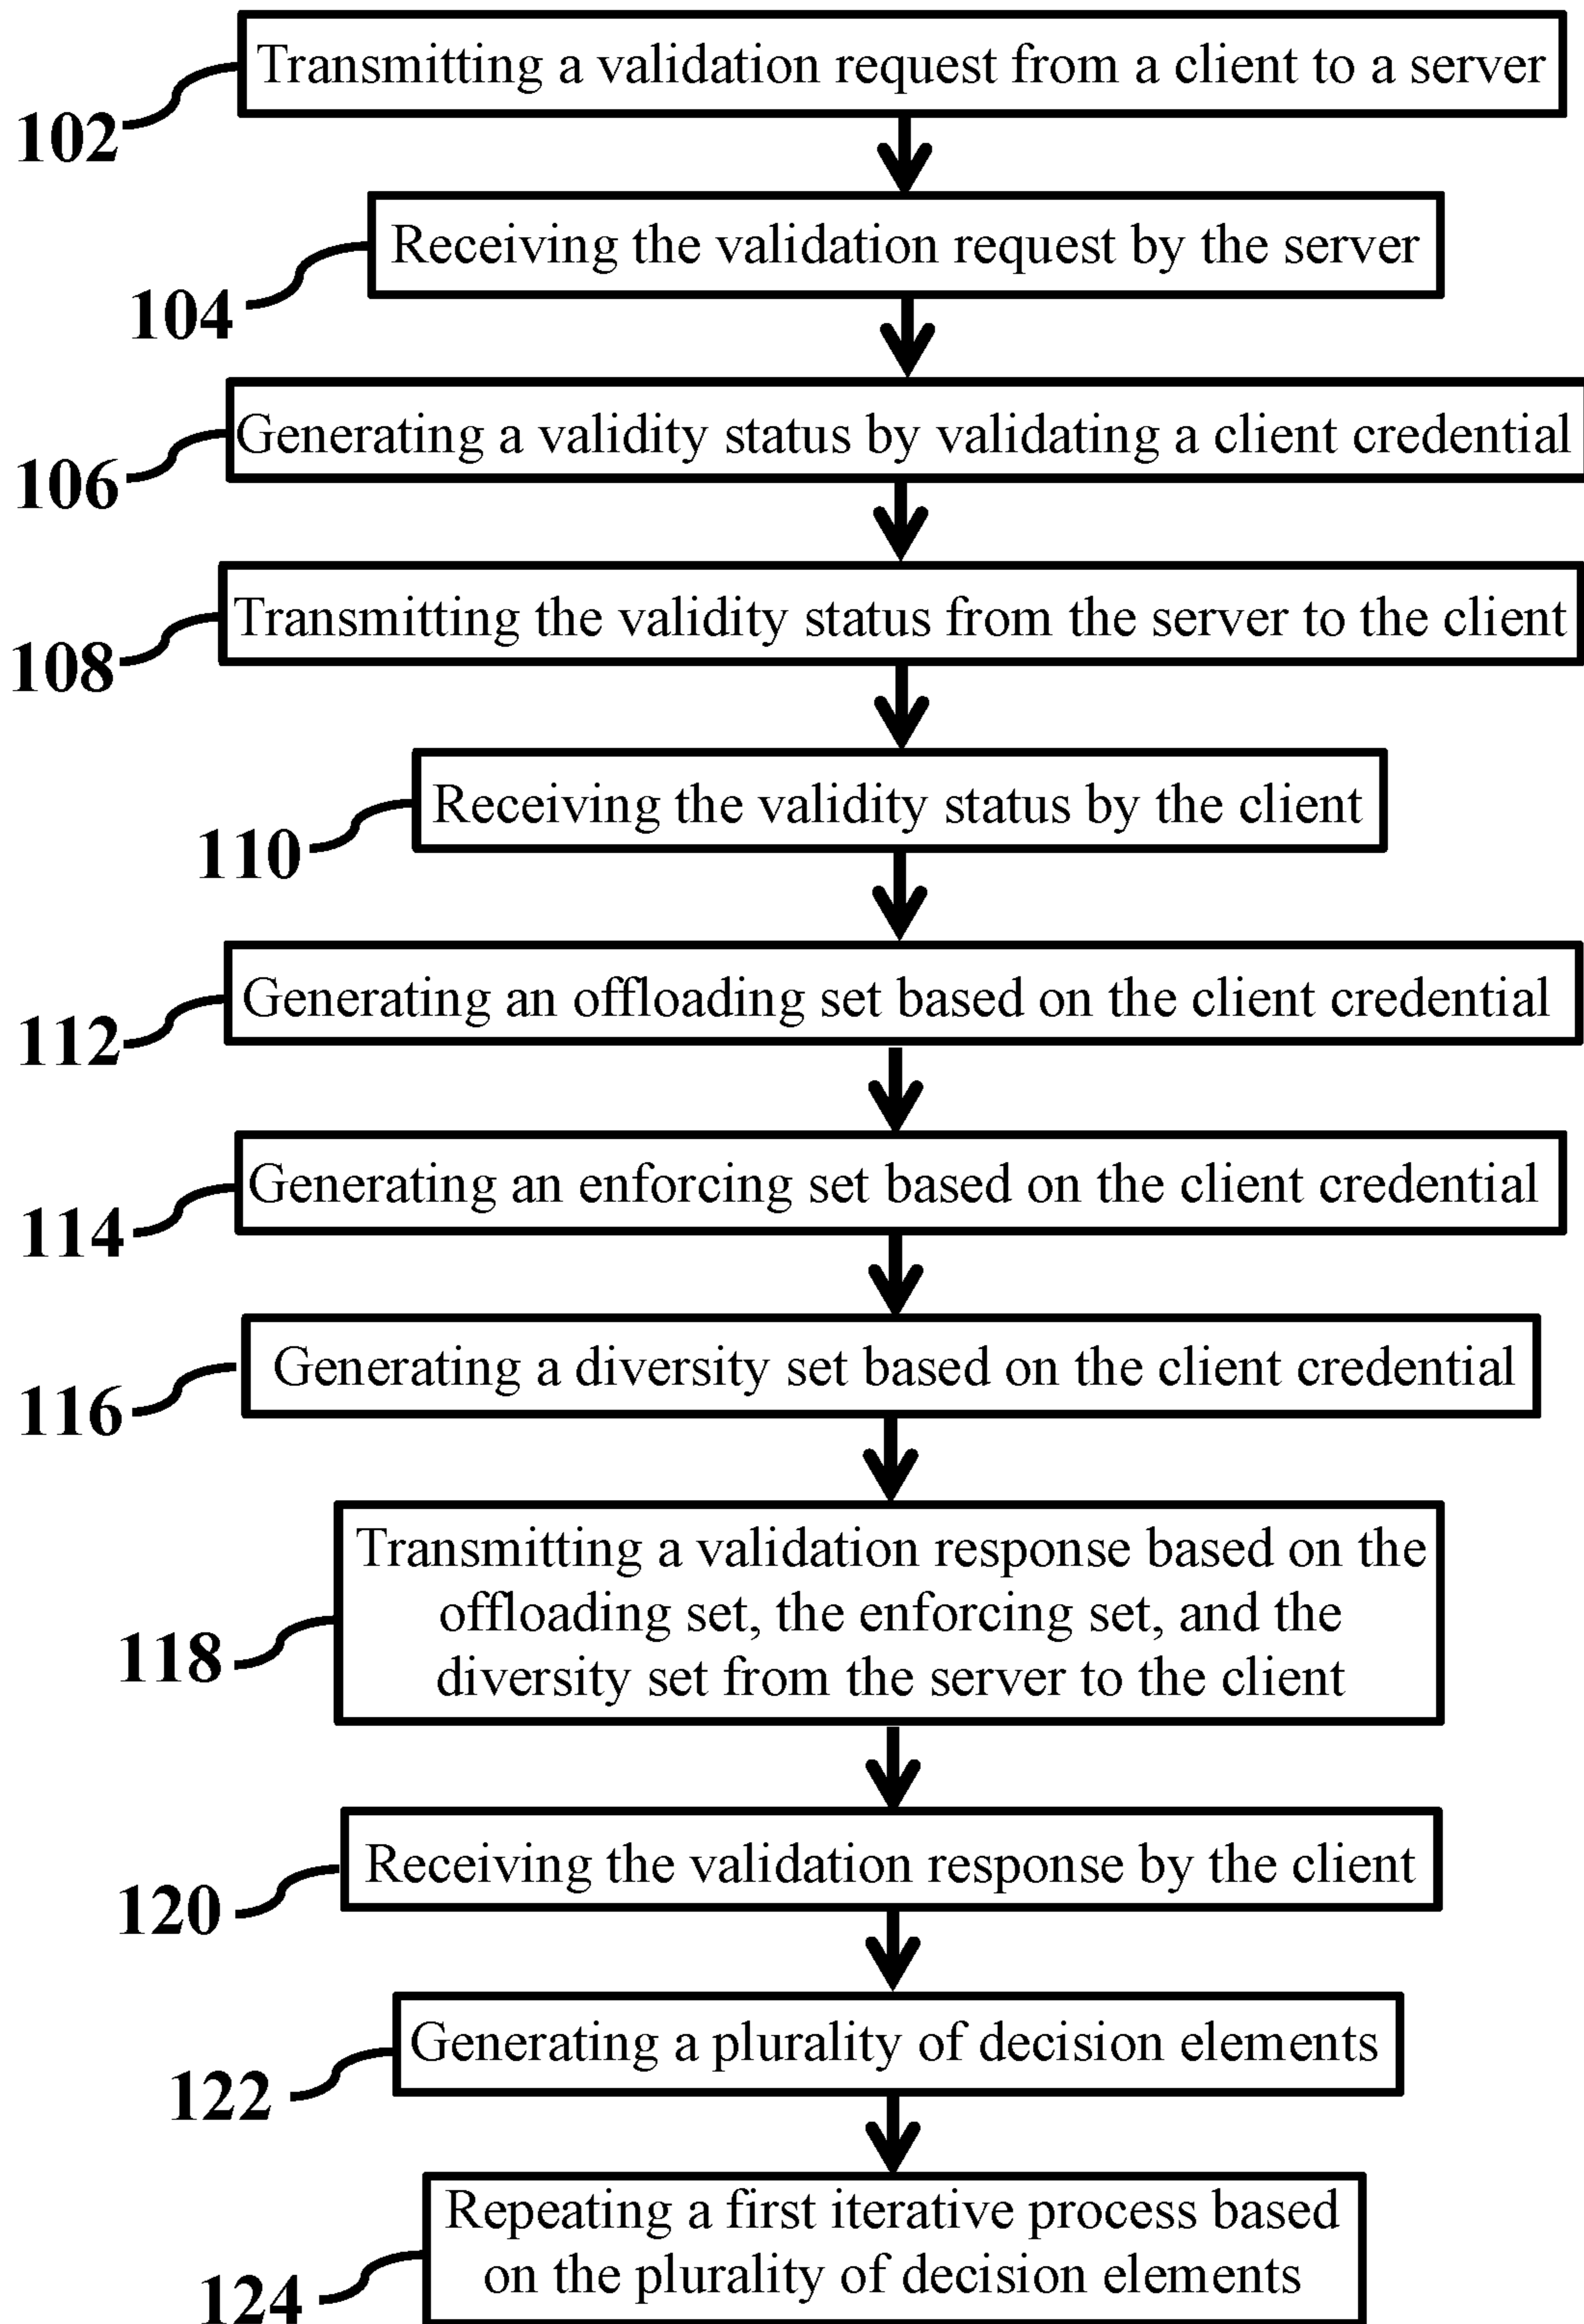 Transmitting a validation request from a client to a server
102
Receiving the validation request by the server
104
Generating a validity status by validating a client credential
106
Transmitting the validity status from the server to the client
108
Receiving the validity status by the client
110
Generating an offloading set based on the client credential
112
Generating an enforcing set based on the client credential
114
Generating a diversity set based on the client credential
116
Transmitting a validation response based on the
offloading set, the enforcing set, and the
diversity set from the server to the client
118
Receiving the validation response by the client
120
Generating a plurality of decision elements
122
Repeating a first iterative process based
on the plurality of decision elements
124